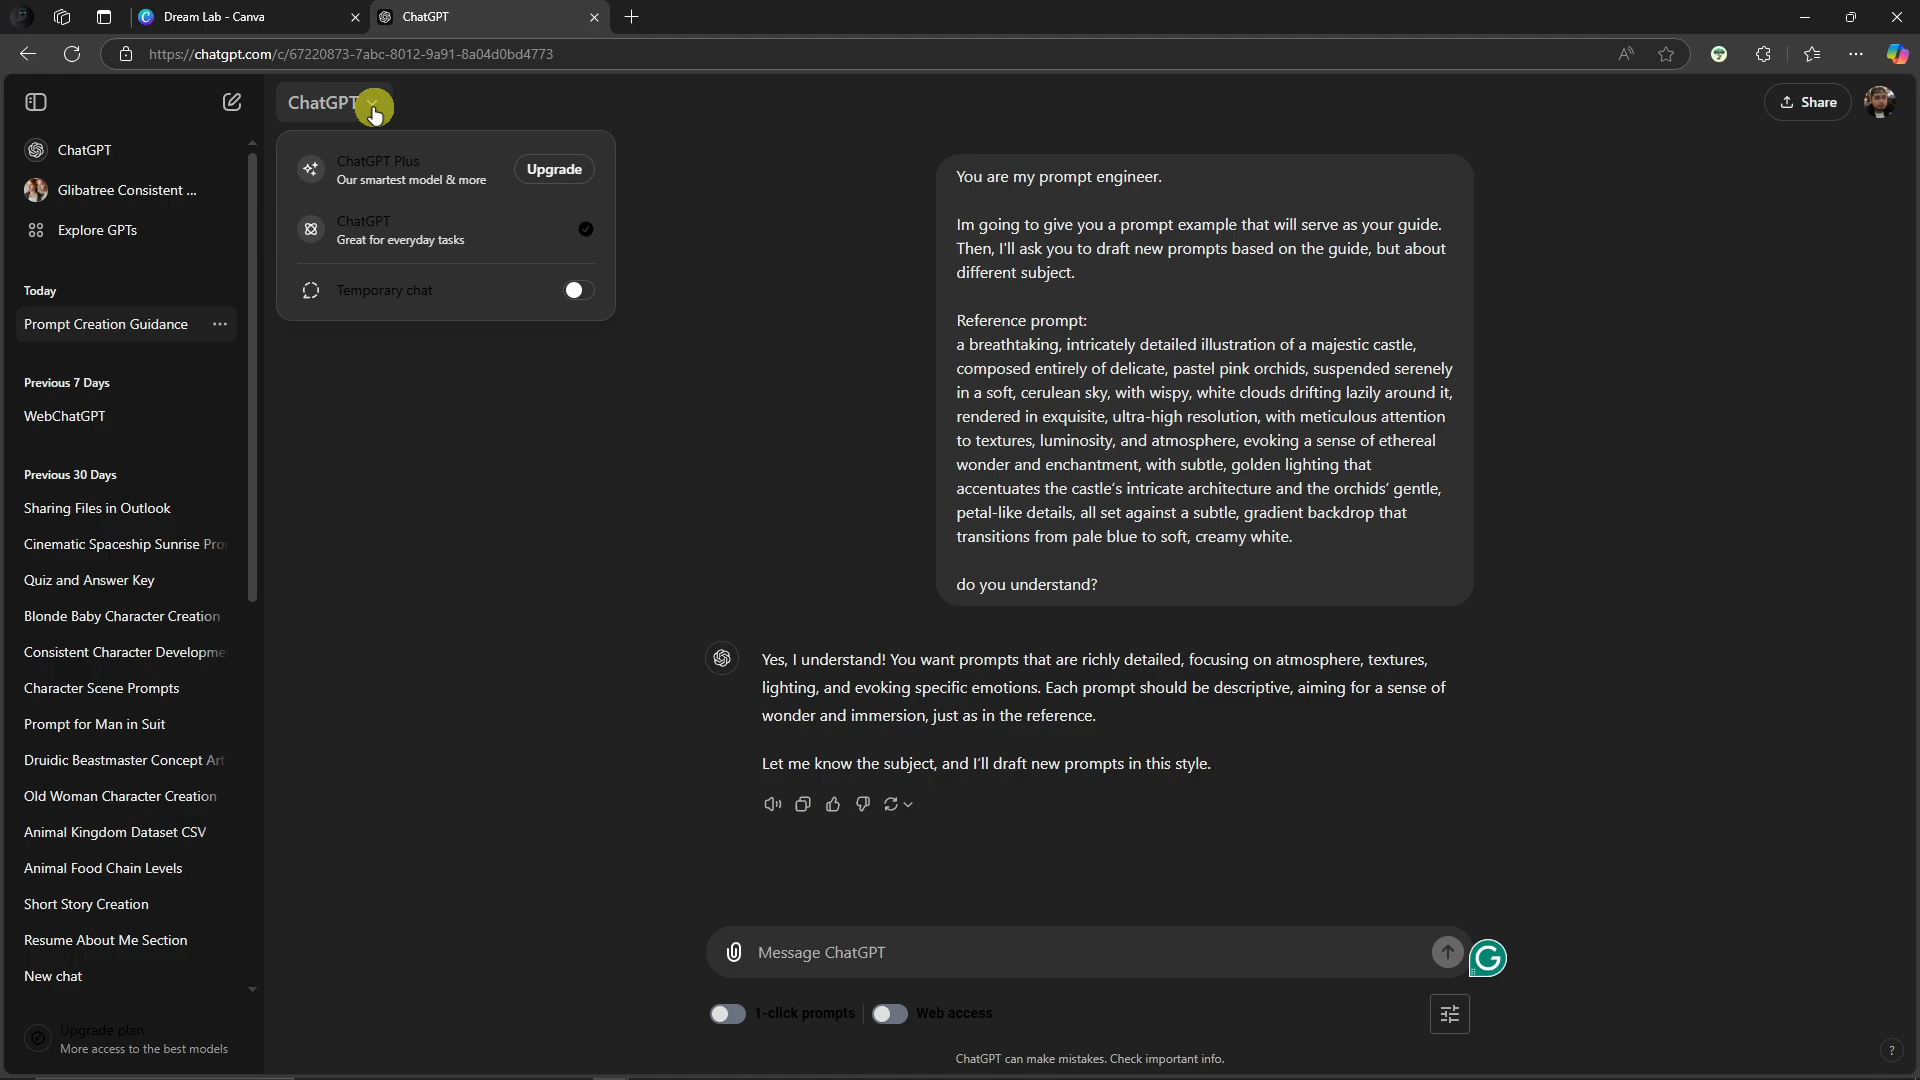 Dream Lab - Canva
ChatGPT
https://chatgpt.com/c/67220873-7abc-8012-9a91-8a04d0bd4773
ChatGPT
Share
ChatGPT
Glibatree Consistent ...
Explore GPTs
Today
Prompt Creation Guidance
Previous 7 Days
WebChatGPT
Previous 30 Days
Sharing Files in Outlook
Cinematic Spaceship Sunrise Pro
Quiz and Answer Key
Blonde Baby Character Creation
Consistent Character Developme
Character Scene Prompts
Prompt for Man in Suit
Druidic Beastmaster Concept Art
Old Woman Character Creation
Animal Kingdom Dataset CSV
Animal Food Chain Levels
Short Story Creation
Resume About Me Section
New chat
Upgrade plan
More access to the best models
ChatGPT Plus
Our smartest model & more
Upgrade
ChatGPT
Great for everyday tasks
Temporary chat
You are my prompt engineer.
Im going to give you a prompt example that will serve as your guide.
Then, I'll ask you to draft new prompts based on the guide, but about
different subject.
Reference prompt:
a breathtaking, intricately detailed illustration of a majestic castle,
composed entirely of delicate, pastel pink orchids, suspended serenely
in a soft, cerulean sky, with wispy, white clouds drifting lazily around it,
rendered in exquisite, ultra-high resolution, with meticulous attention
to textures, luminosity, and atmosphere, evoking a sense of ethereal
wonder and enchantment, with subtle, golden lighting that
accentuates the castle's intricate architecture and the orchids' gentle,
petal-like details, all set against a subtle, gradient backdrop that
transitions from pale blue to soft, creamy white.
do you understand?
Yes, I understand! You want prompts that are richly detailed, focusing on atmosphere, textures,
lighting, and evoking specific emotions. Each prompt should be descriptive, aiming for a sense of
wonder and immersion, just as in the reference.
Let me know the subject, and I'll draft new prompts in this style.
Message ChatGPT
1-click prompts
Web access
ChatGPT can make mistakes. Check important info.
?